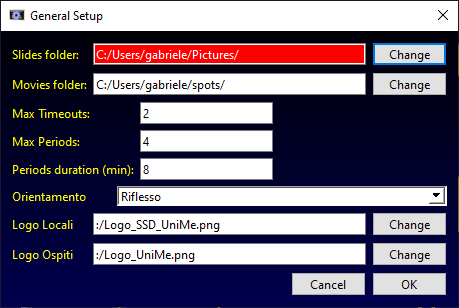 General Setup
Slides folder: C:/Users/gabriele/Pictures/ Change
Movies folder: C:/Users/gabriele/spots/ Change
Max Timeouts: 2
Max Periods: 4
Periods duration (min): 8
Orientamento Riflesso
Logo Locali :/Logo_SSD_UniMe.png Change
Logo Ospiti :/Logo_UniMe.png Change
Cancel OK